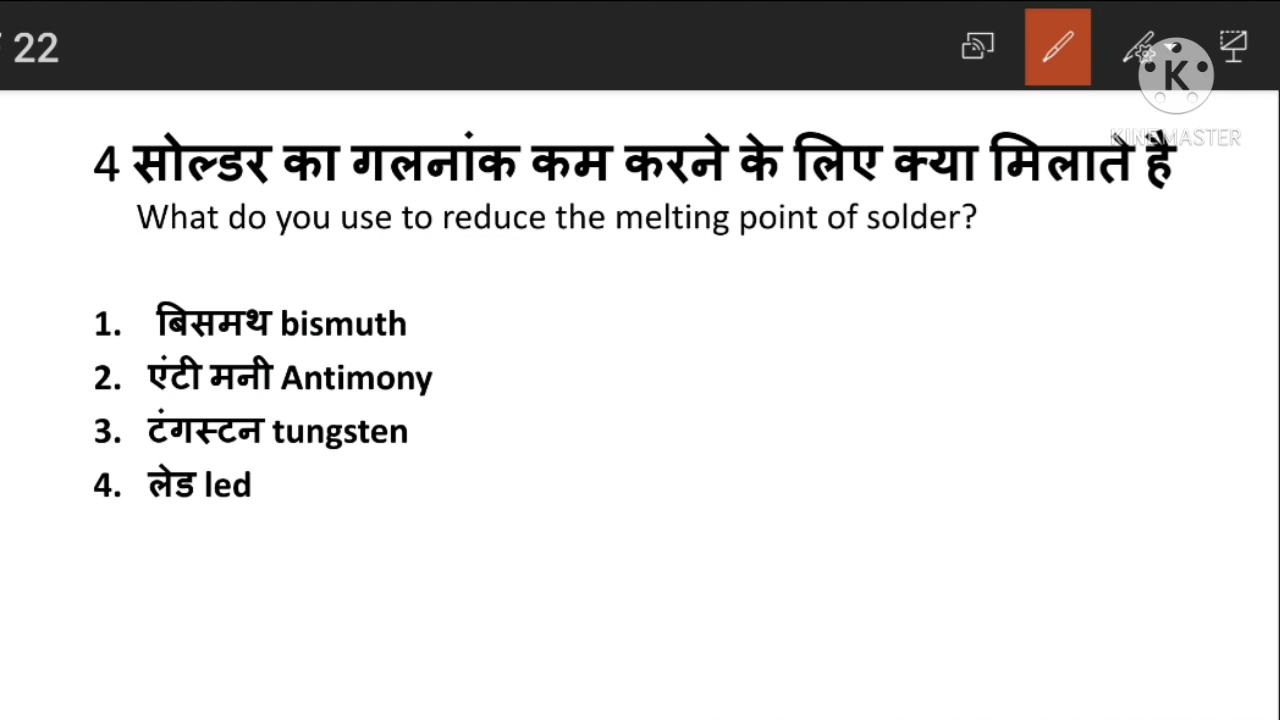 22
K
KINEMASTER
4 सोल्डर का गलनांक कम करने के लिए क्या मिलाते है
What do you use to reduce the melting point of solder?
1. बिसमथ bismuth
2. एंटी मनी Antimony
3. टंगस्टन tungsten
4. लेड led